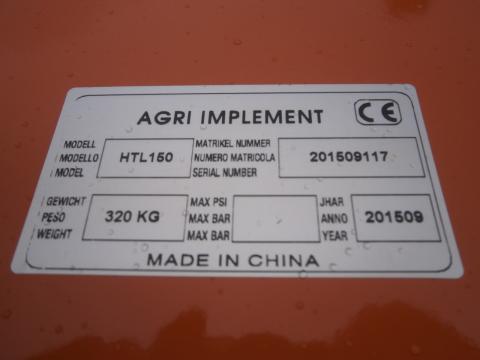 AGRI IMPLEMENT CE
MODELL MATRIKEL NUMMER
MODELLO HTL150 NUMERO MATRICOLA 201509117
MODEL SERIAL NUMBER
GEWICHT MAX PSI JHAR
PESO 320 KG MAX BAR ANNO 201509
WEIGHT MAX BAR YEAR
MADE IN CHINA